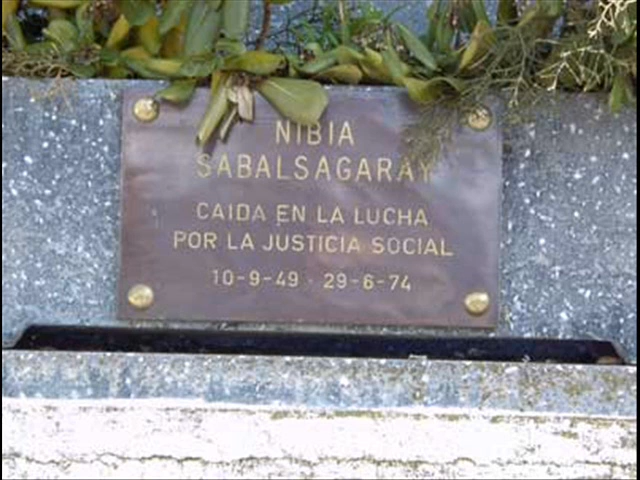 NIBIA
SABALSAGARAY
CAIDA EN LA LUCHA
POR LA JUSTICIA SOCIAL
10-9-49 - 29-6-74